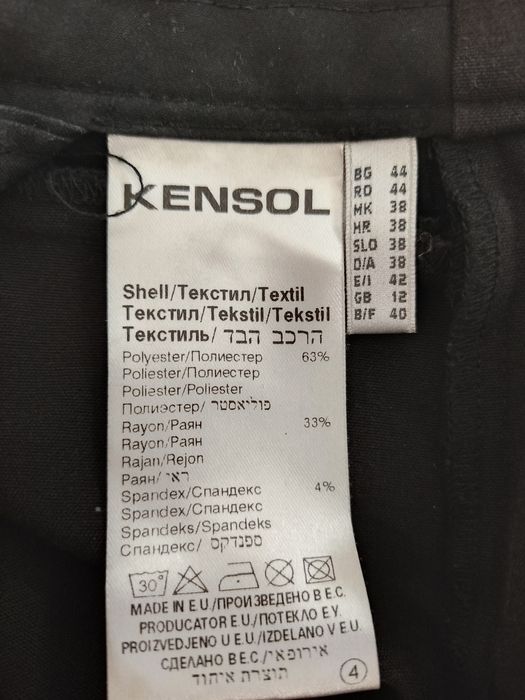 KENSOL
BG 44
RO 44
MK 38
HR 38
SLO 38
D/A 38
E/I 42
GB 12
B/F 40
Shell/Текстил/Textil
Текстил/Tekstil/Tekstil
Текстиль/ הרכב הבד
Polyester/Полиестер 63%
Poliester/Полиестер
Poliester/Poliester
Полиэстер/ פוליאסטר
Rayon/Раян 33%
Rayon/Раян
Rajan/Rejon
Раян/ ראי
Spandex/Спандекс 4%
Spandex/Спандекс
Spandeks/Spandeks
Спандекс/ ספנדקס
30°
MADE IN E.U./ПРОИЗВЕДЕНО В Е.С.
PRODUCATOR E.U./ПОТЕКЛО Е.У.
PROIZVEDJENO U E.U./IZDELANO V E.U.
СДЕЛАНО В Е.С./ אירופאי
תוצרת איחוד
4